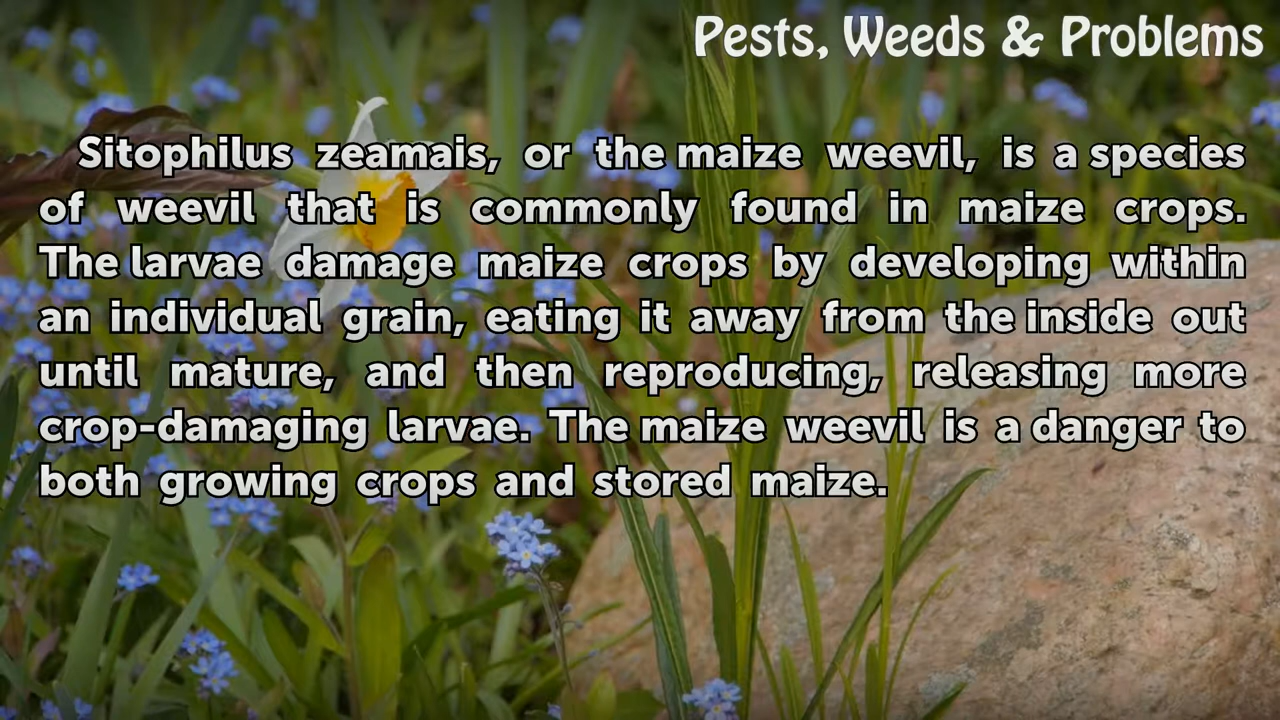 Pests, Weeds & Problems
Sitophilus zeamais, or the maize weevil, is a species
of weevil that is commonly found in maize crops.
The larvae damage maize crops by developing within
an individual grain, eating it away from the inside out
until mature, and then reproducing, releasing more
crop-damaging larvae. The maize weevil is a danger to
both growing crops and stored maize.